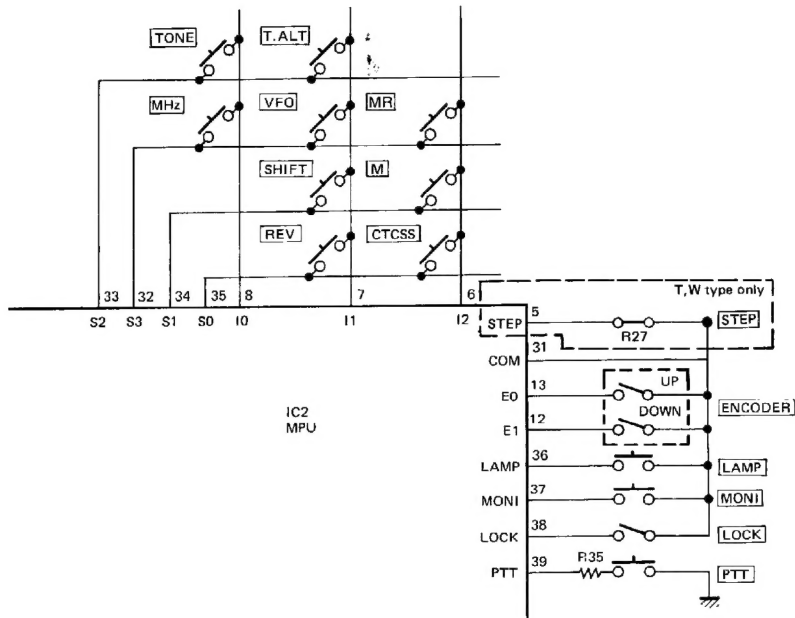 TONE T.ALT
MHz VFO MR
SHIFT M
REV CTCSS
33 32 34 35 8 7 6
S2 S3 S1 S0 I0 I1 I2
T,W type only
STEP 5 R27 STEP
COM 31
E0 13 UP
ENCODER
E1 12 DOWN
IC2
MPU
LAMP 36 LAMP
MONI 37 MONI
LOCK 38 LOCK
PTT 39 R35 PTT